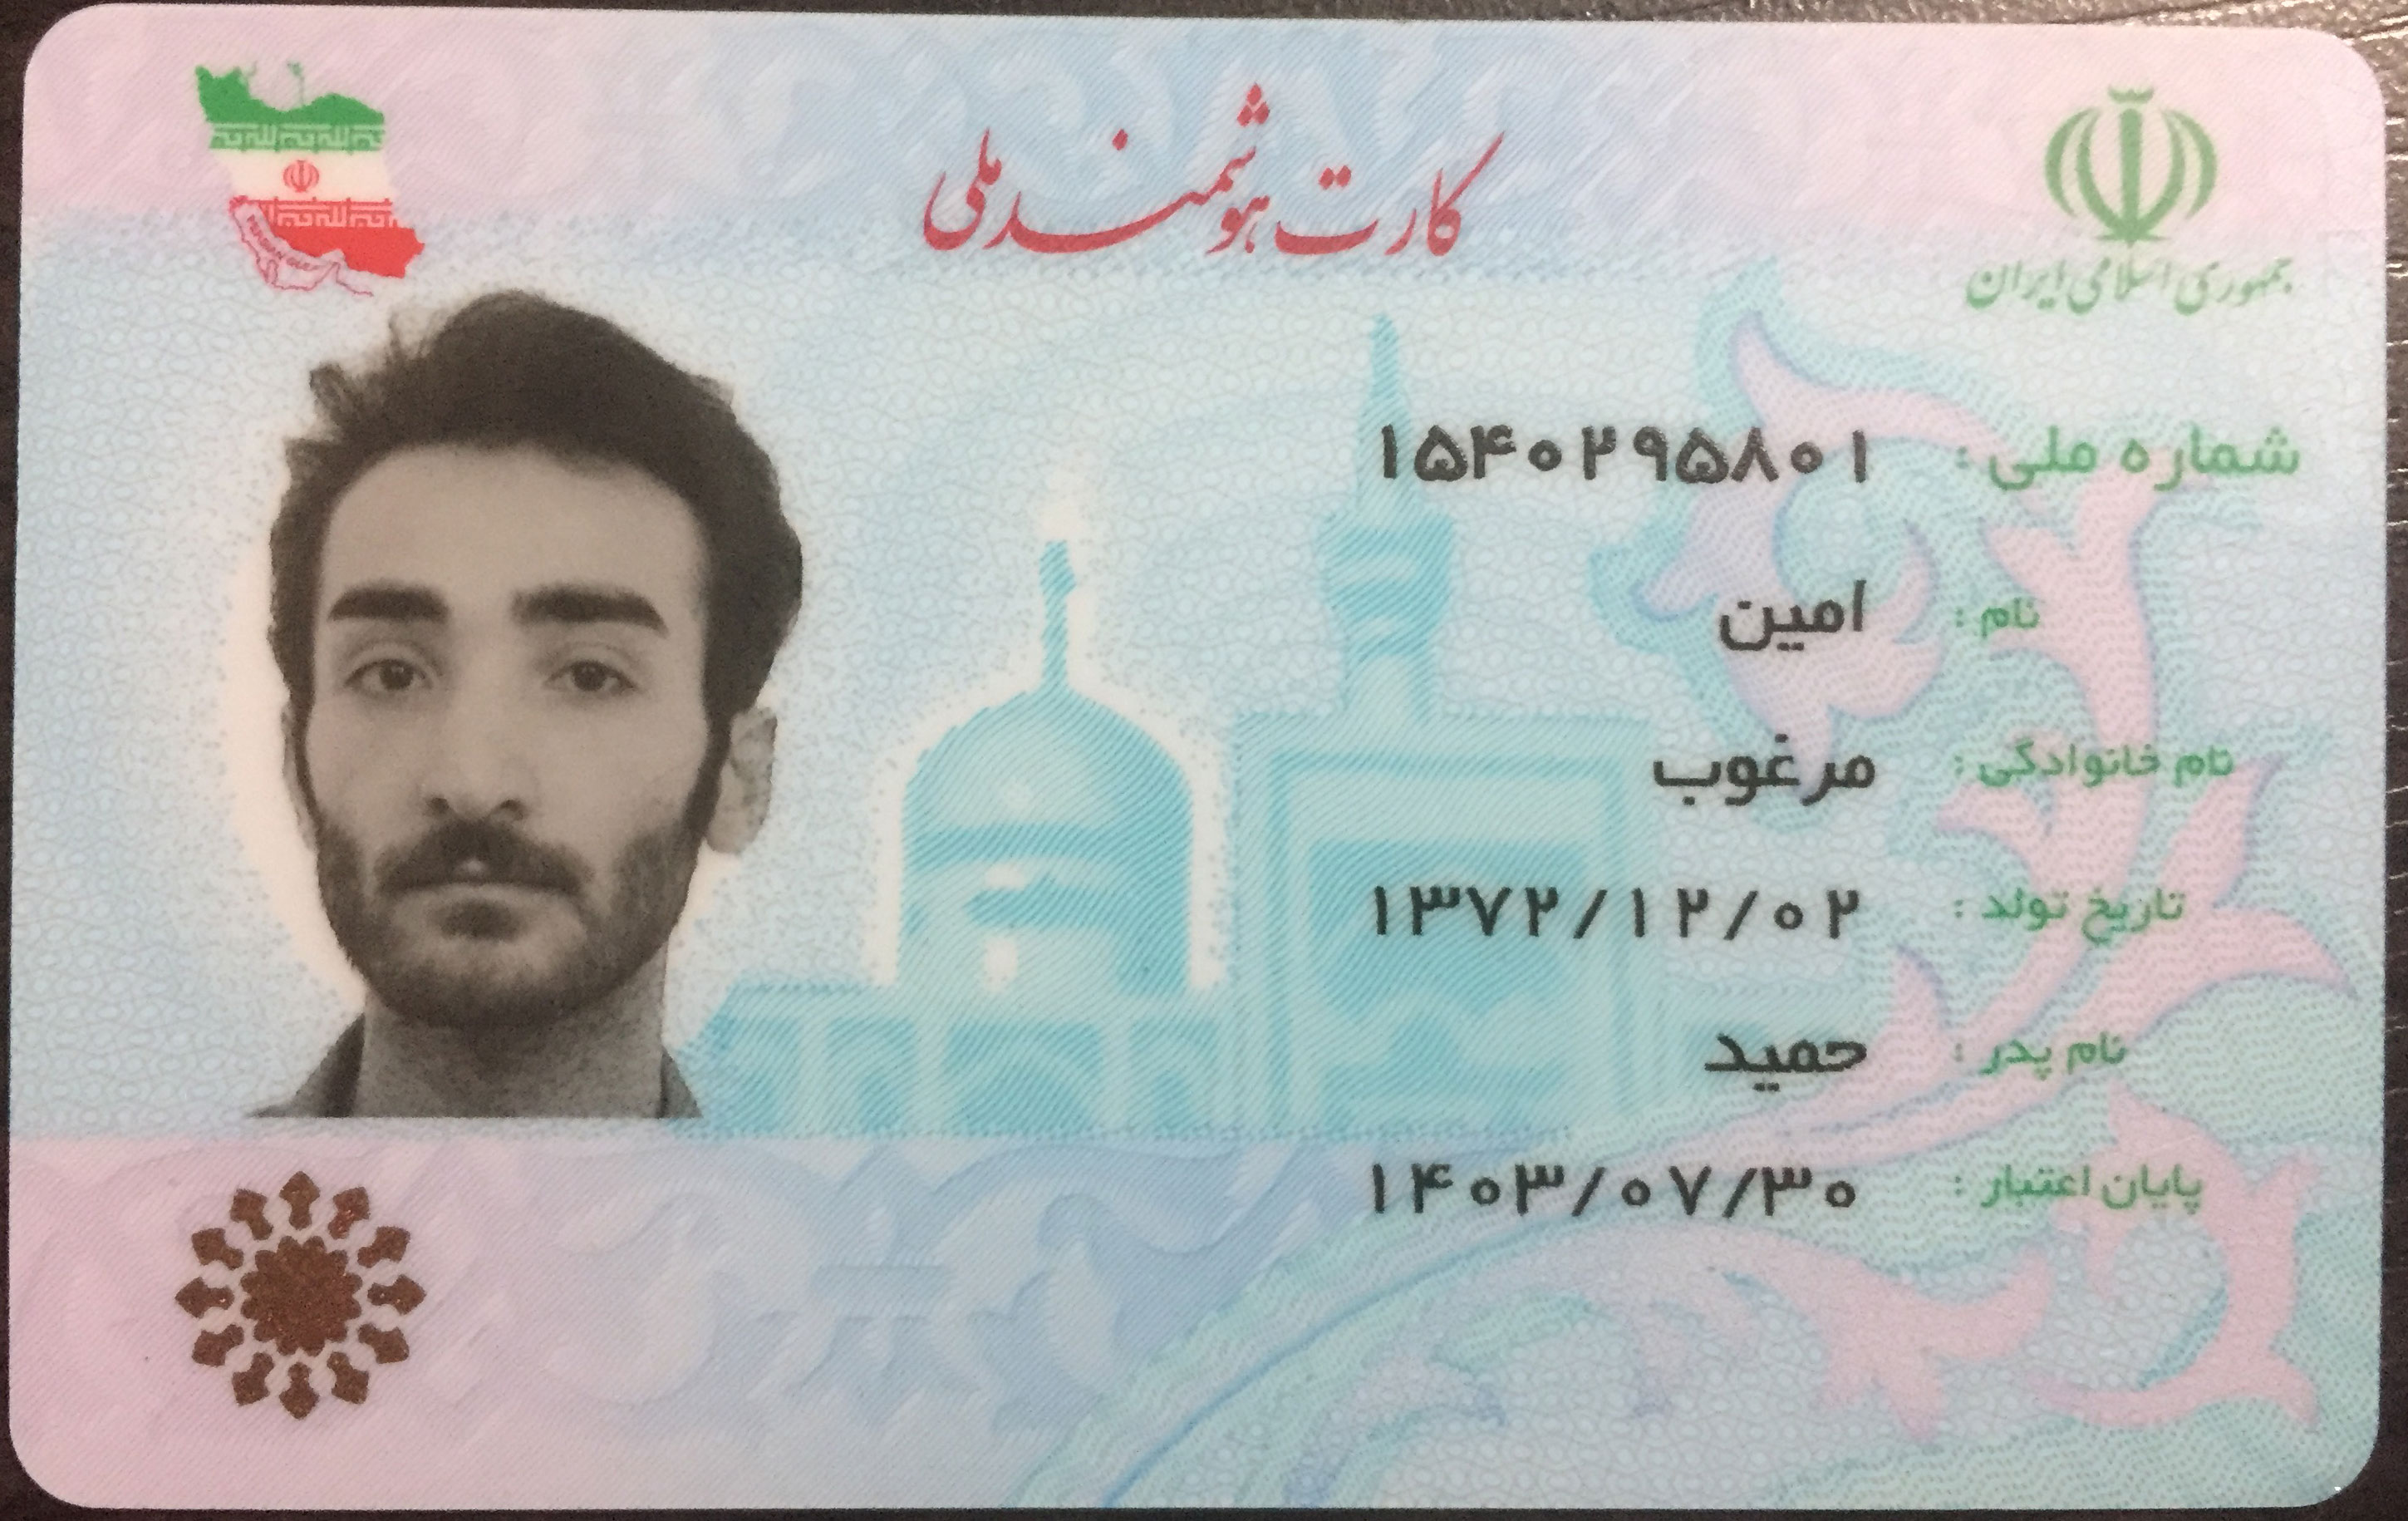 کارت هوشمند ملی
جمهوری اسلامی ایران
شماره ملی : ۱۵۴۰۲۹۵۸۰۱
نام : امین
نام خانوادگی : مرغوب
تاریخ تولد : ۱۳۷۲/۱۲/۰۲
نام پدر : حمید
پایان اعتبار : ۱۴۰۳/۰۷/۳۰